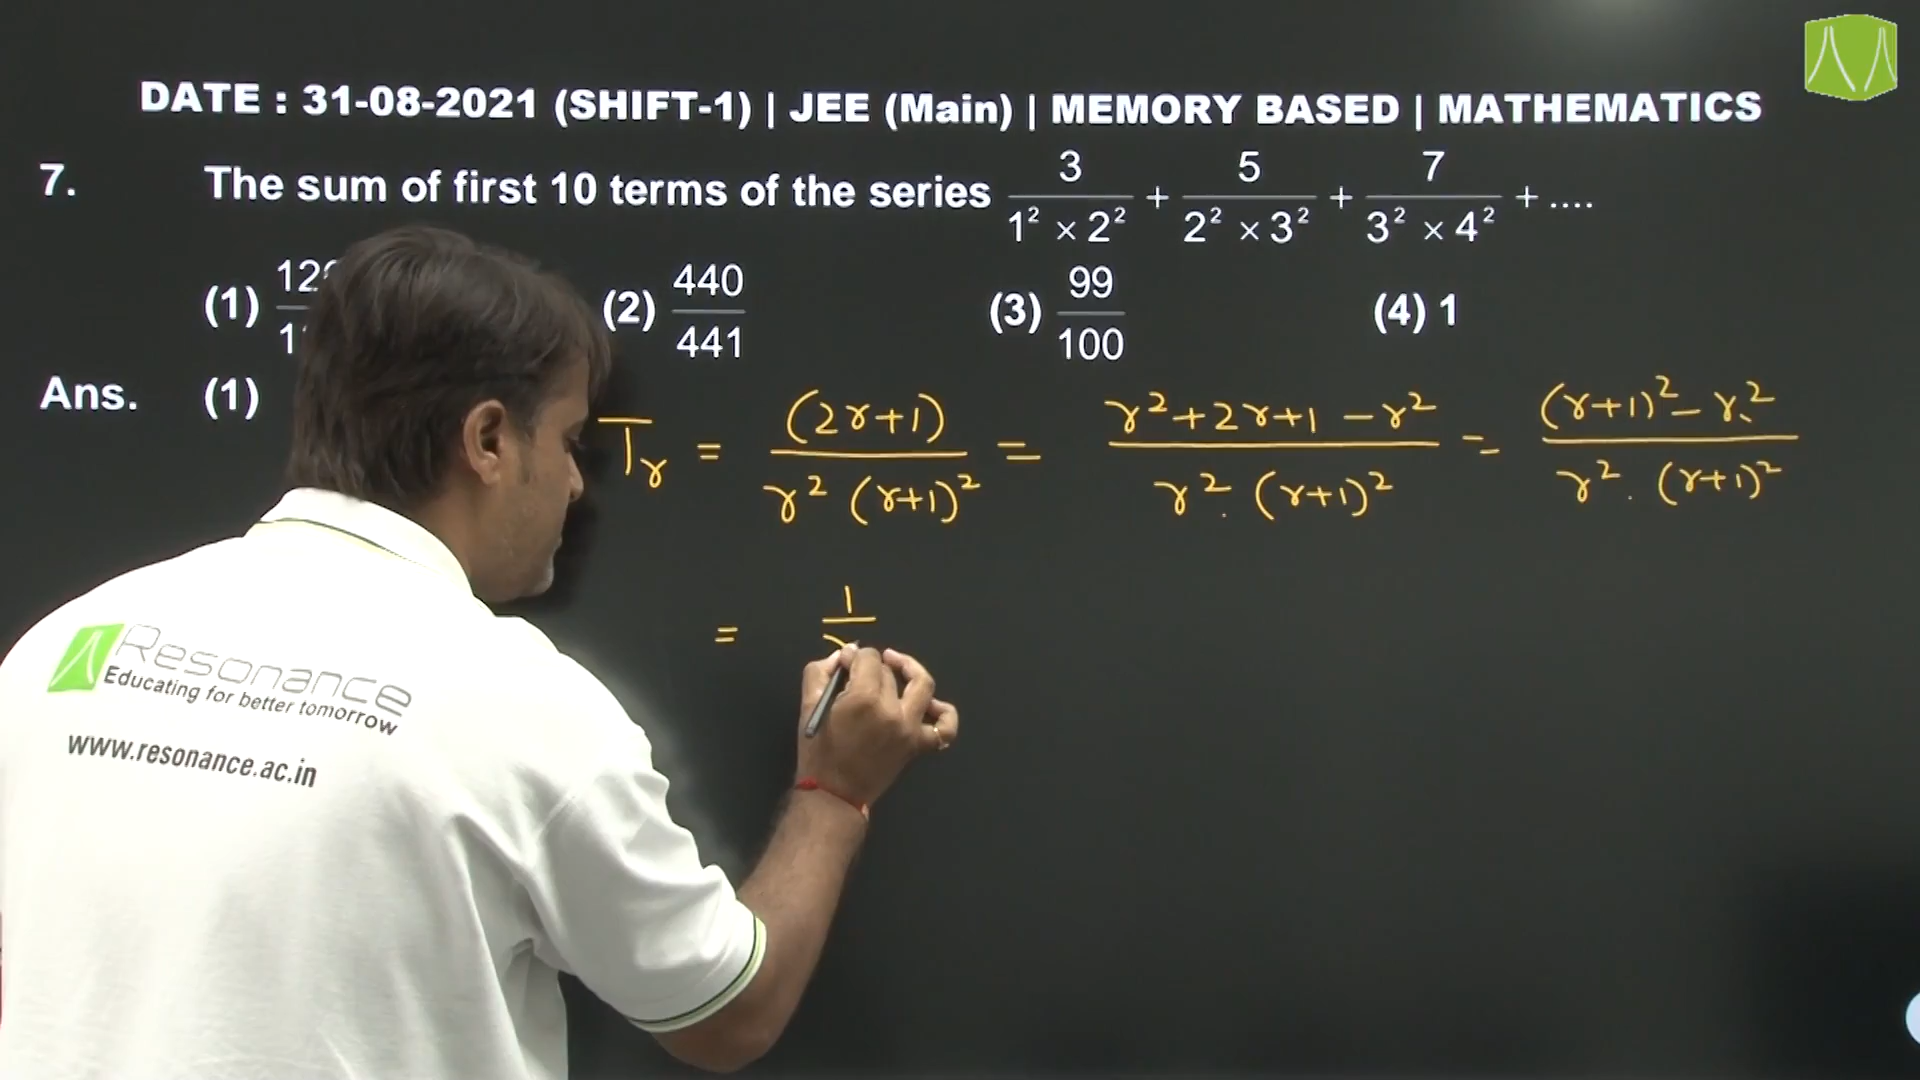 DATE : 31-08-2021 (SHIFT-1) | JEE (Main) | MEMORY BASED | MATHEMATICS
7. The sum of first 10 terms of the series 3/(1² × 2²) + 5/(2² × 3²) + 7/(3² × 4²) + ....
(1) (2) 440/441 (3) 99/100 (4) 1
Ans. (1)
T_r = (2r+1)/(r² (r+1)²) = (r²+2r+1 − r²)/(r² . (r+1)²) = ((r+1)² − r²)/(r² . (r+1)²)
= 1/
Resonance
Educating for better tomorrow
www.resonance.ac.in